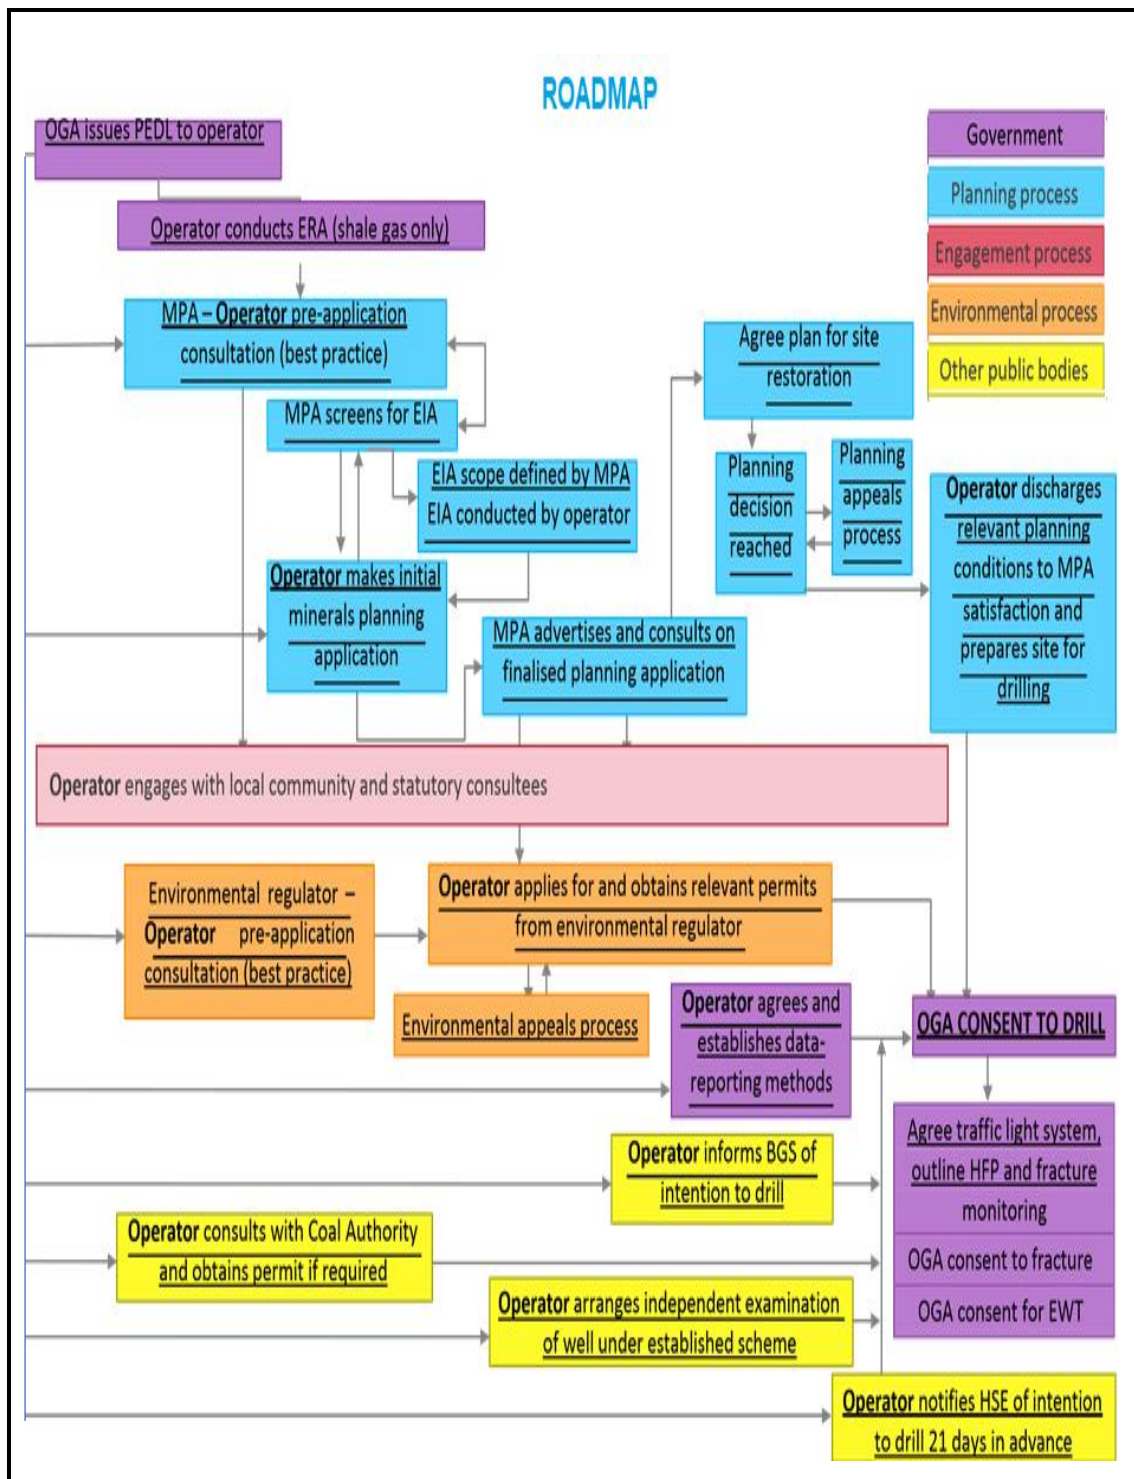 ROADMAP
OGA issues PEDL to operator
Government
Planning process
Engagement process
Environmental process
Other public bodies
Operator conducts ERA (shale gas only)
MPA – Operator pre-application
consultation (best practice)
MPA screens for EIA
EIA scope defined by MPA
EIA conducted by operator
Operator makes initial
minerals planning
application
MPA advertises and consults on
finalised planning application
Agree plan for site
restoration
Planning
decision
reached
Planning
appeals
process
Operator discharges
relevant planning
conditions to MPA
satisfaction and
prepares site for
drilling
Operator engages with local community and statutory consultees
Environmental regulator –
Operator pre-application
consultation (best practice)
Operator applies for and obtains relevant permits
from environmental regulator
Environmental appeals process
Operator agrees and
establishes data-
reporting methods
OGA CONSENT TO DRILL
Agree traffic light system,
outline HFP and fracture
monitoring
OGA consent to fracture
OGA consent for EWT
Operator informs BGS of
intention to drill
Operator consults with Coal Authority
and obtains permit if required
Operator arranges independent examination
of well under established scheme
Operator notifies HSE of intention
to drill 21 days in advance